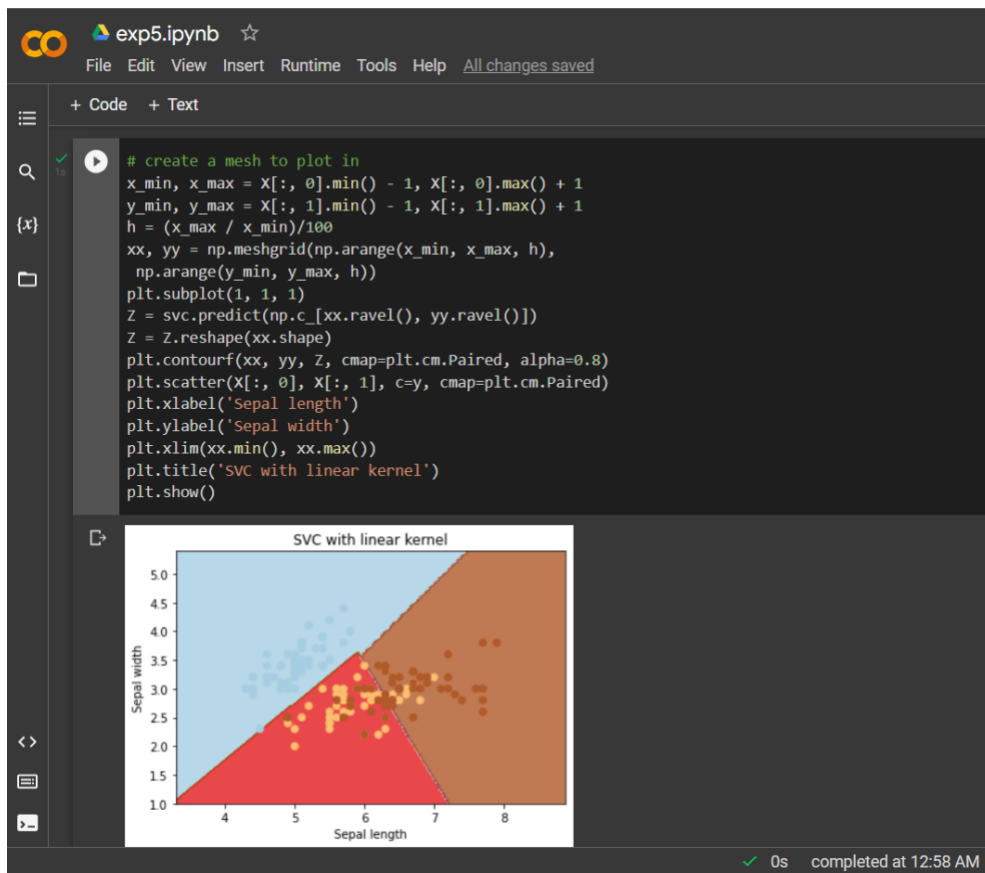 exp5.ipynb
File Edit View Insert Runtime Tools Help All changes saved
+ Code + Text
1s
{x}
# create a mesh to plot in
x_min, x_max = X[:, 0].min() - 1, X[:, 0].max() + 1
y_min, y_max = X[:, 1].min() - 1, X[:, 1].max() + 1
h = (x_max / x_min)/100
xx, yy = np.meshgrid(np.arange(x_min, x_max, h),
 np.arange(y_min, y_max, h))
plt.subplot(1, 1, 1)
Z = svc.predict(np.c_[xx.ravel(), yy.ravel()])
Z = Z.reshape(xx.shape)
plt.contourf(xx, yy, Z, cmap=plt.cm.Paired, alpha=0.8)
plt.scatter(X[:, 0], X[:, 1], c=y, cmap=plt.cm.Paired)
plt.xlabel('Sepal length')
plt.ylabel('Sepal width')
plt.xlim(xx.min(), xx.max())
plt.title('SVC with linear kernel')
plt.show()
SVC with linear kernel
5.0
4.5
4.0
3.5
3.0
2.5
2.0
1.5
1.0
Sepal width
4 5 6 7 8
Sepal length
0s completed at 12:58 AM